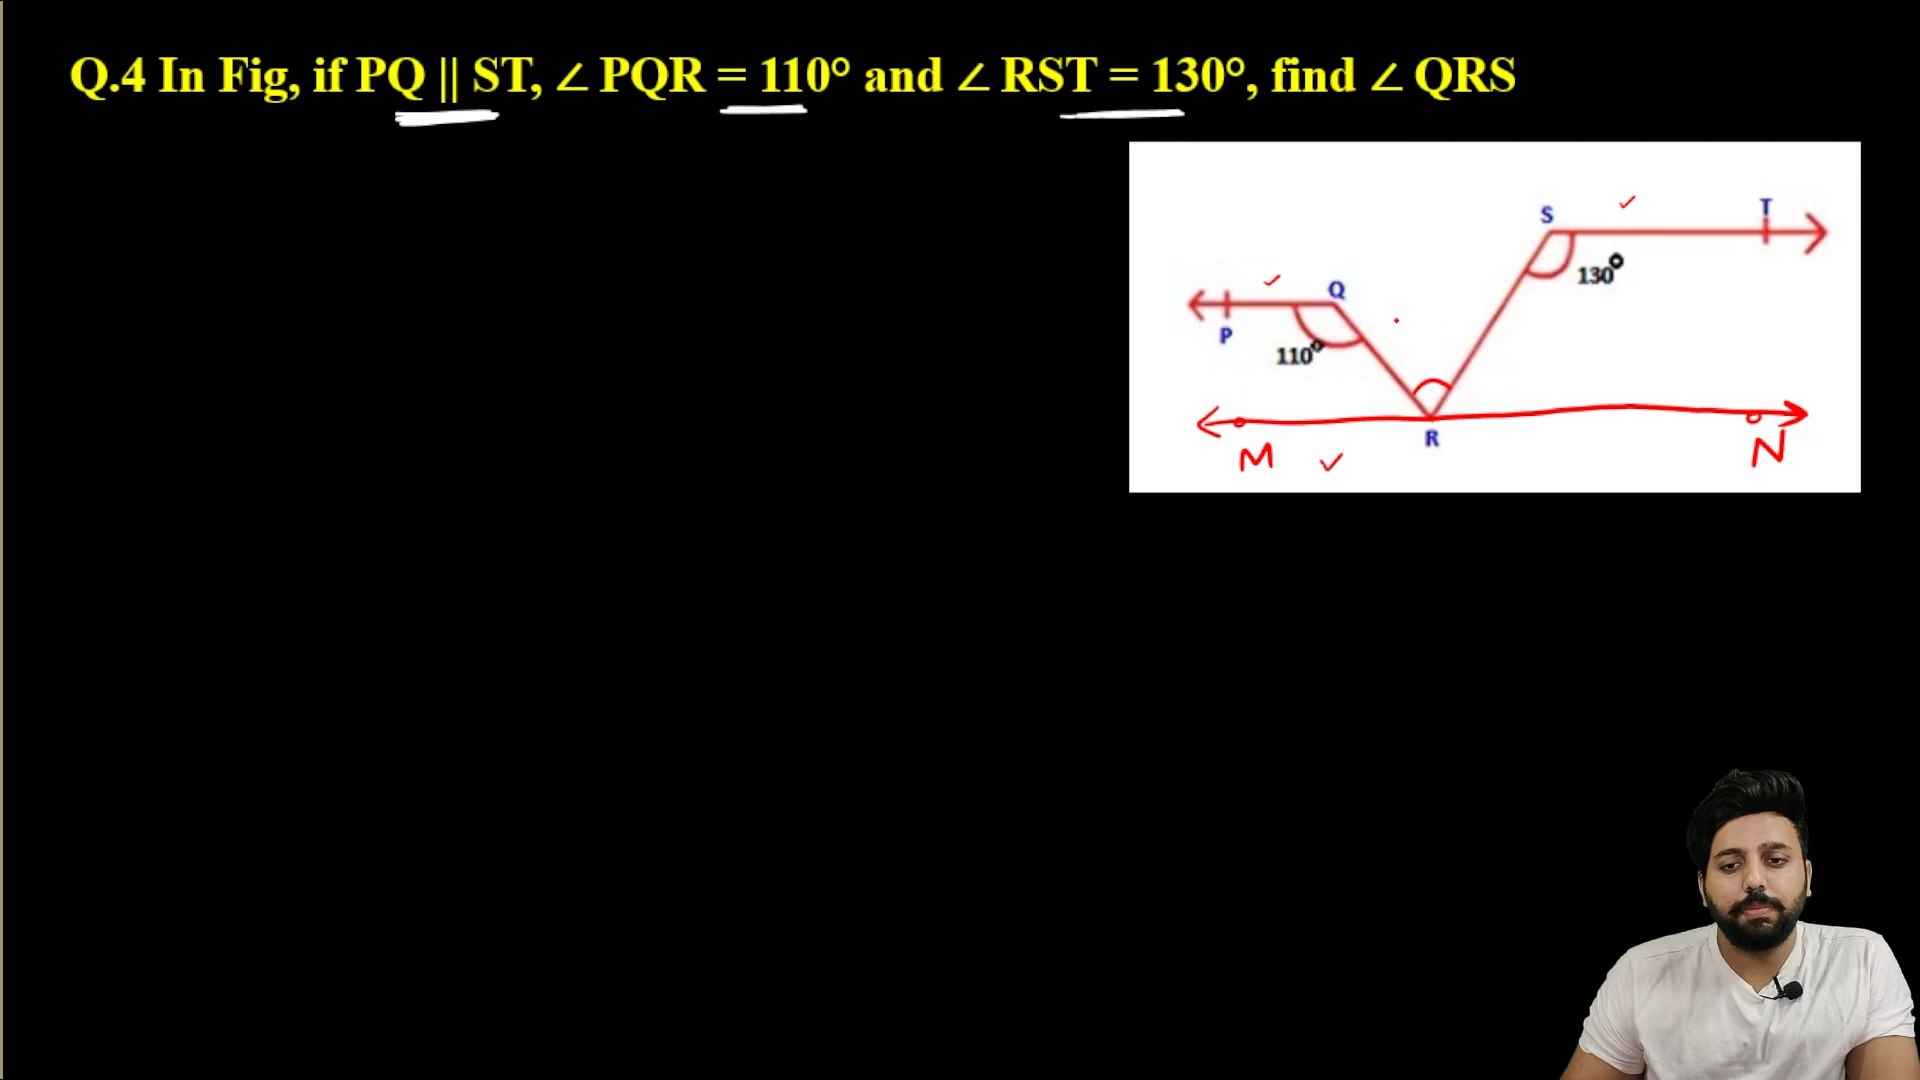 Q.4 In Fig, if PQ || ST, ∠ PQR = 110° and ∠ RST = 130°, find ∠ QRS
S
T
130°
Q
P
110°
R
M
N